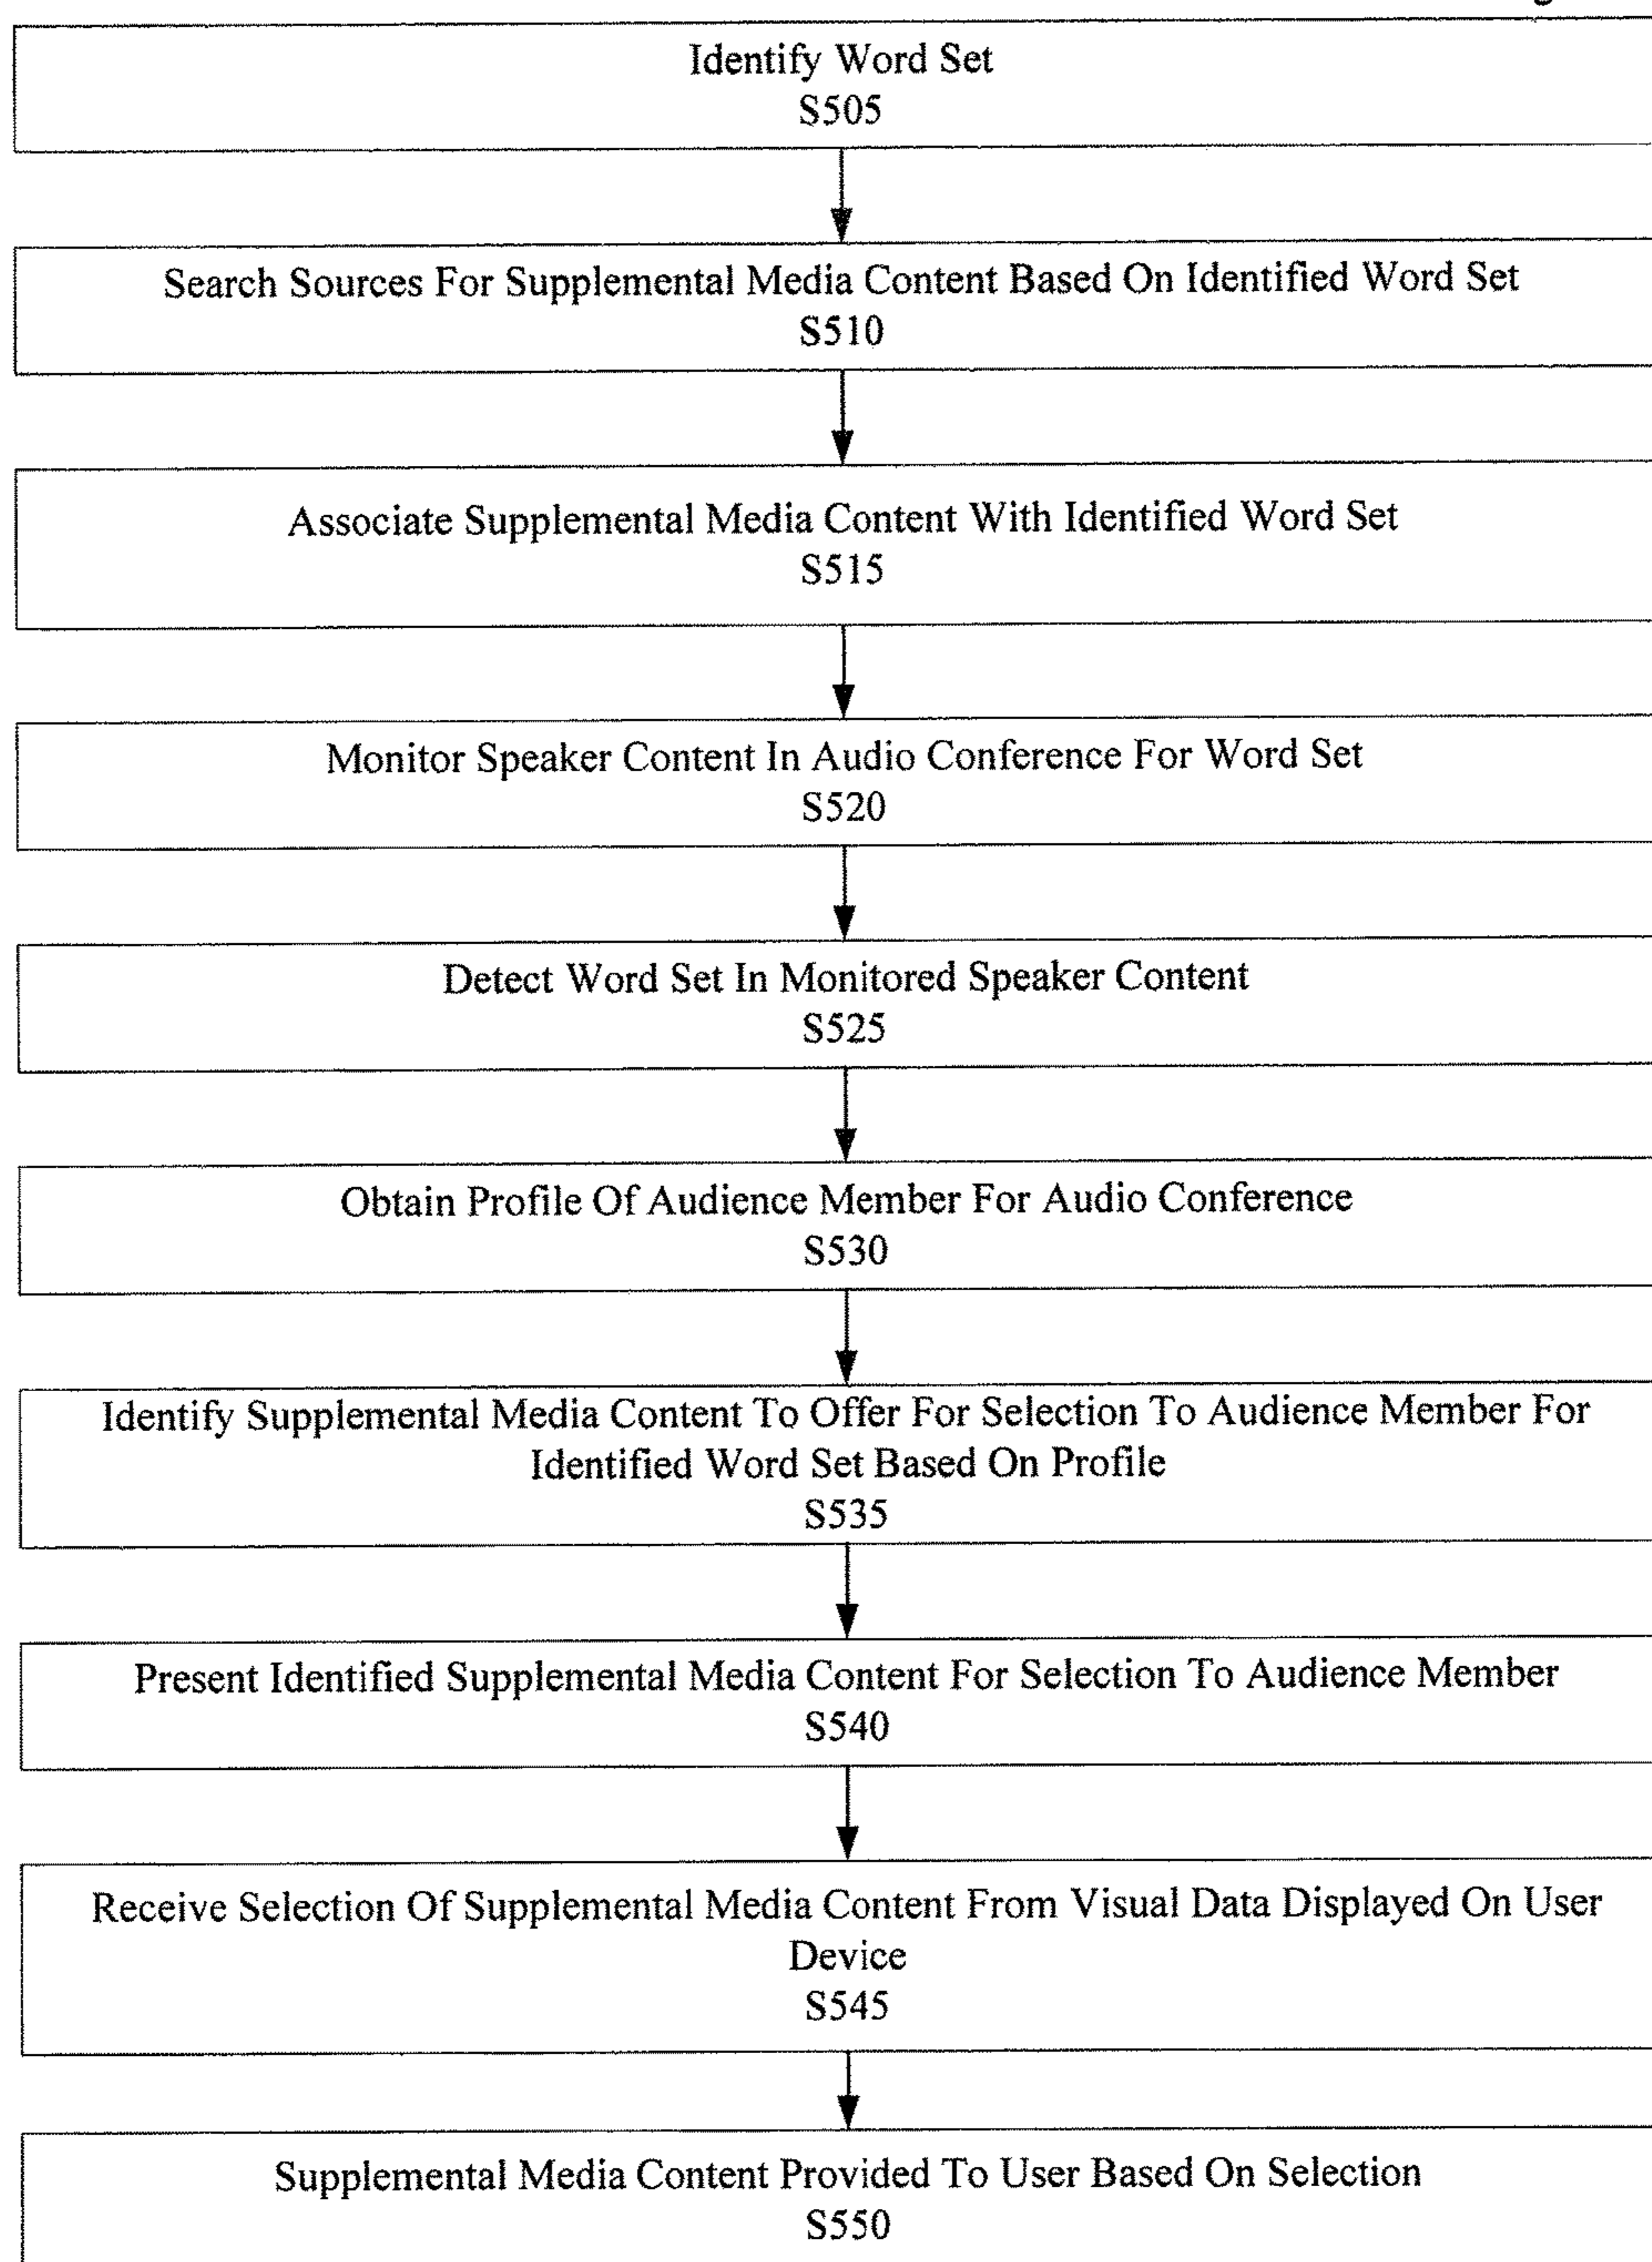 Identify Word Set
S505
Search Sources For Supplemental Media Content Based On Identified Word Set
S510
Associate Supplemental Media Content With Identified Word Set
S515
Monitor Speaker Content In Audio Conference For Word Set
S520
Detect Word Set In Monitored Speaker Content
S525
Obtain Profile Of Audience Member For Audio Conference
S530
Identify Supplemental Media Content To Offer For Selection To Audience Member For
Identified Word Set Based On Profile
S535
Present Identified Supplemental Media Content For Selection To Audience Member
S540
Receive Selection Of Supplemental Media Content From Visual Data Displayed On User
Device
S545
Supplemental Media Content Provided To User Based On Selection
S550